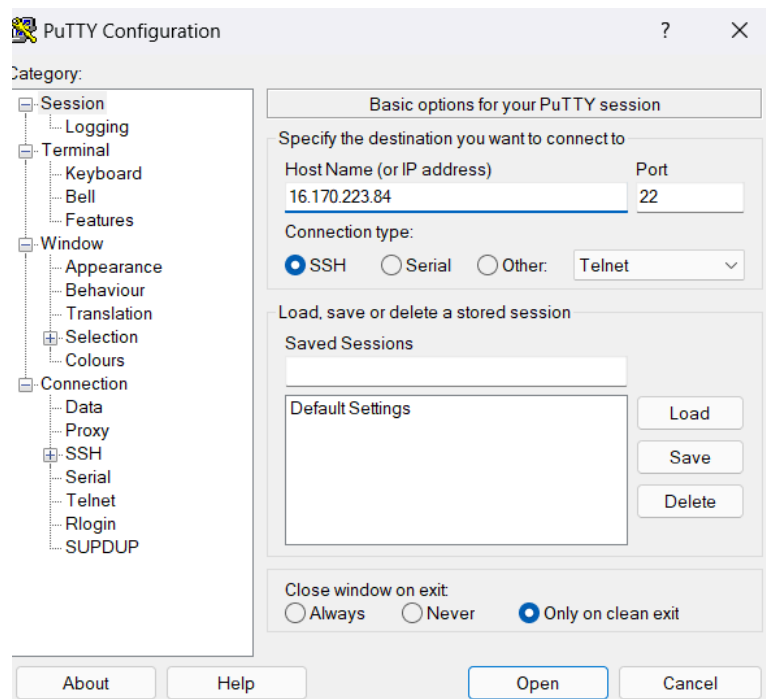 PuTTY Configuration
?
Category:
Session
Logging
Terminal
Keyboard
Bell
Features
Window
Appearance
Behaviour
Translation
Selection
Colours
Connection
Data
Proxy
SSH
Serial
Telnet
Rlogin
SUPDUP
Basic options for your PuTTY session
Specify the destination you want to connect to
Host Name (or IP address) Port
16.170.223.84 22
Connection type:
SSH Serial Other: Telnet
Load, save or delete a stored session
Saved Sessions
Default Settings
Load
Save
Delete
Close window on exit:
Always Never Only on clean exit
About Help Open Cancel